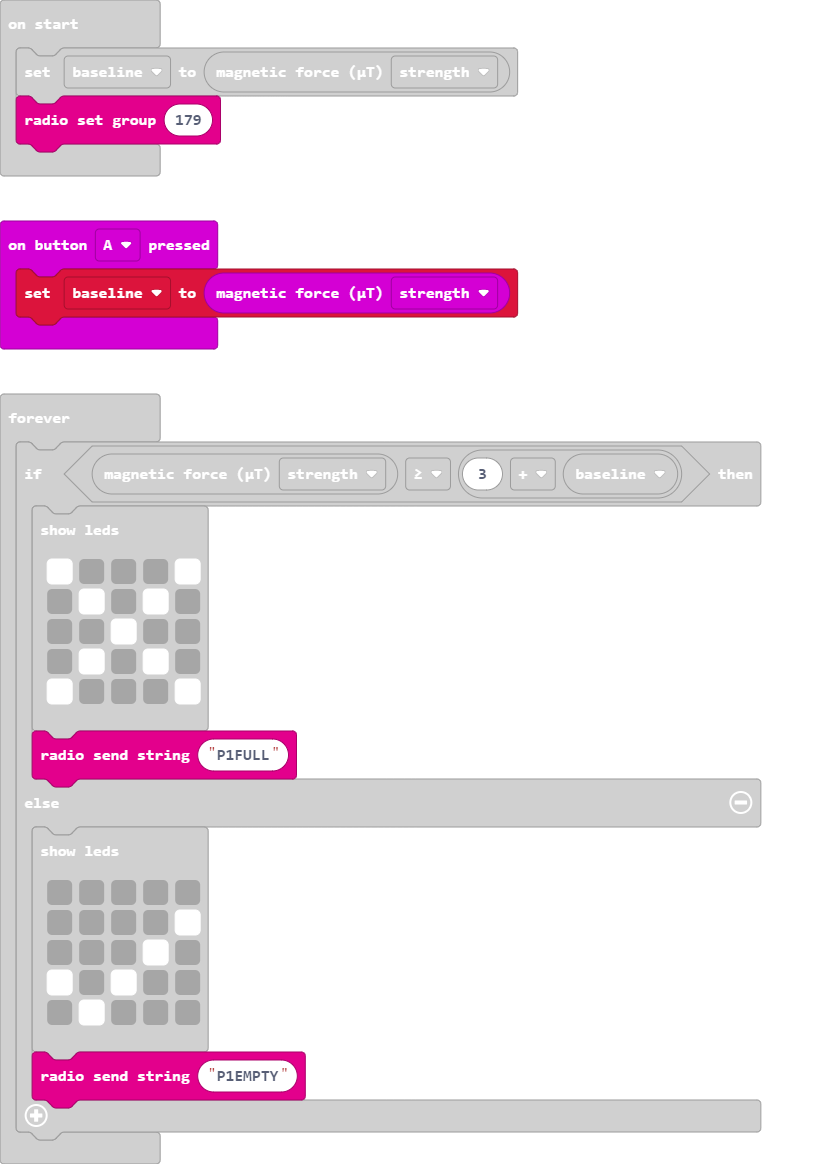 on start
set baseline to magnetic force (µT) strength
radio set group 179
on button A pressed
set baseline to magnetic force (µT) strength
forever
if magnetic force (µT) strength ≥ 3 + baseline then
show leds
radio send string "P1FULL"
else
show leds
radio send string "P1EMPTY"